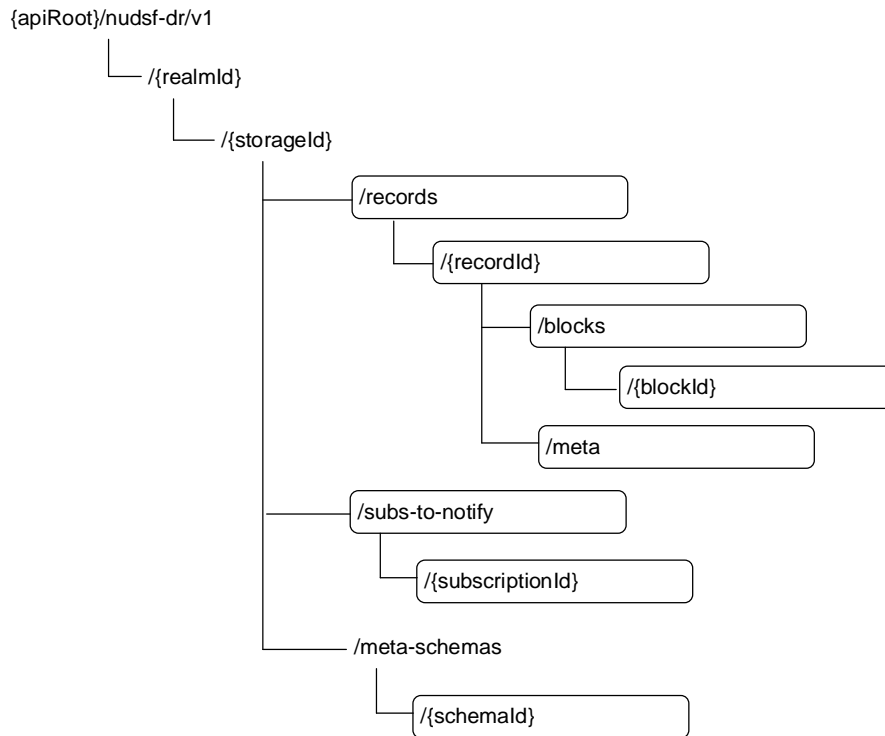 {apiRoot}/nudsf-dr/v1
/{realmId}
/{storageId}
/records
/{recordId}
/blocks
/{blockId}
/meta
/subs-to-notify
/{subscriptionId}
/meta-schemas
/{schemaId}